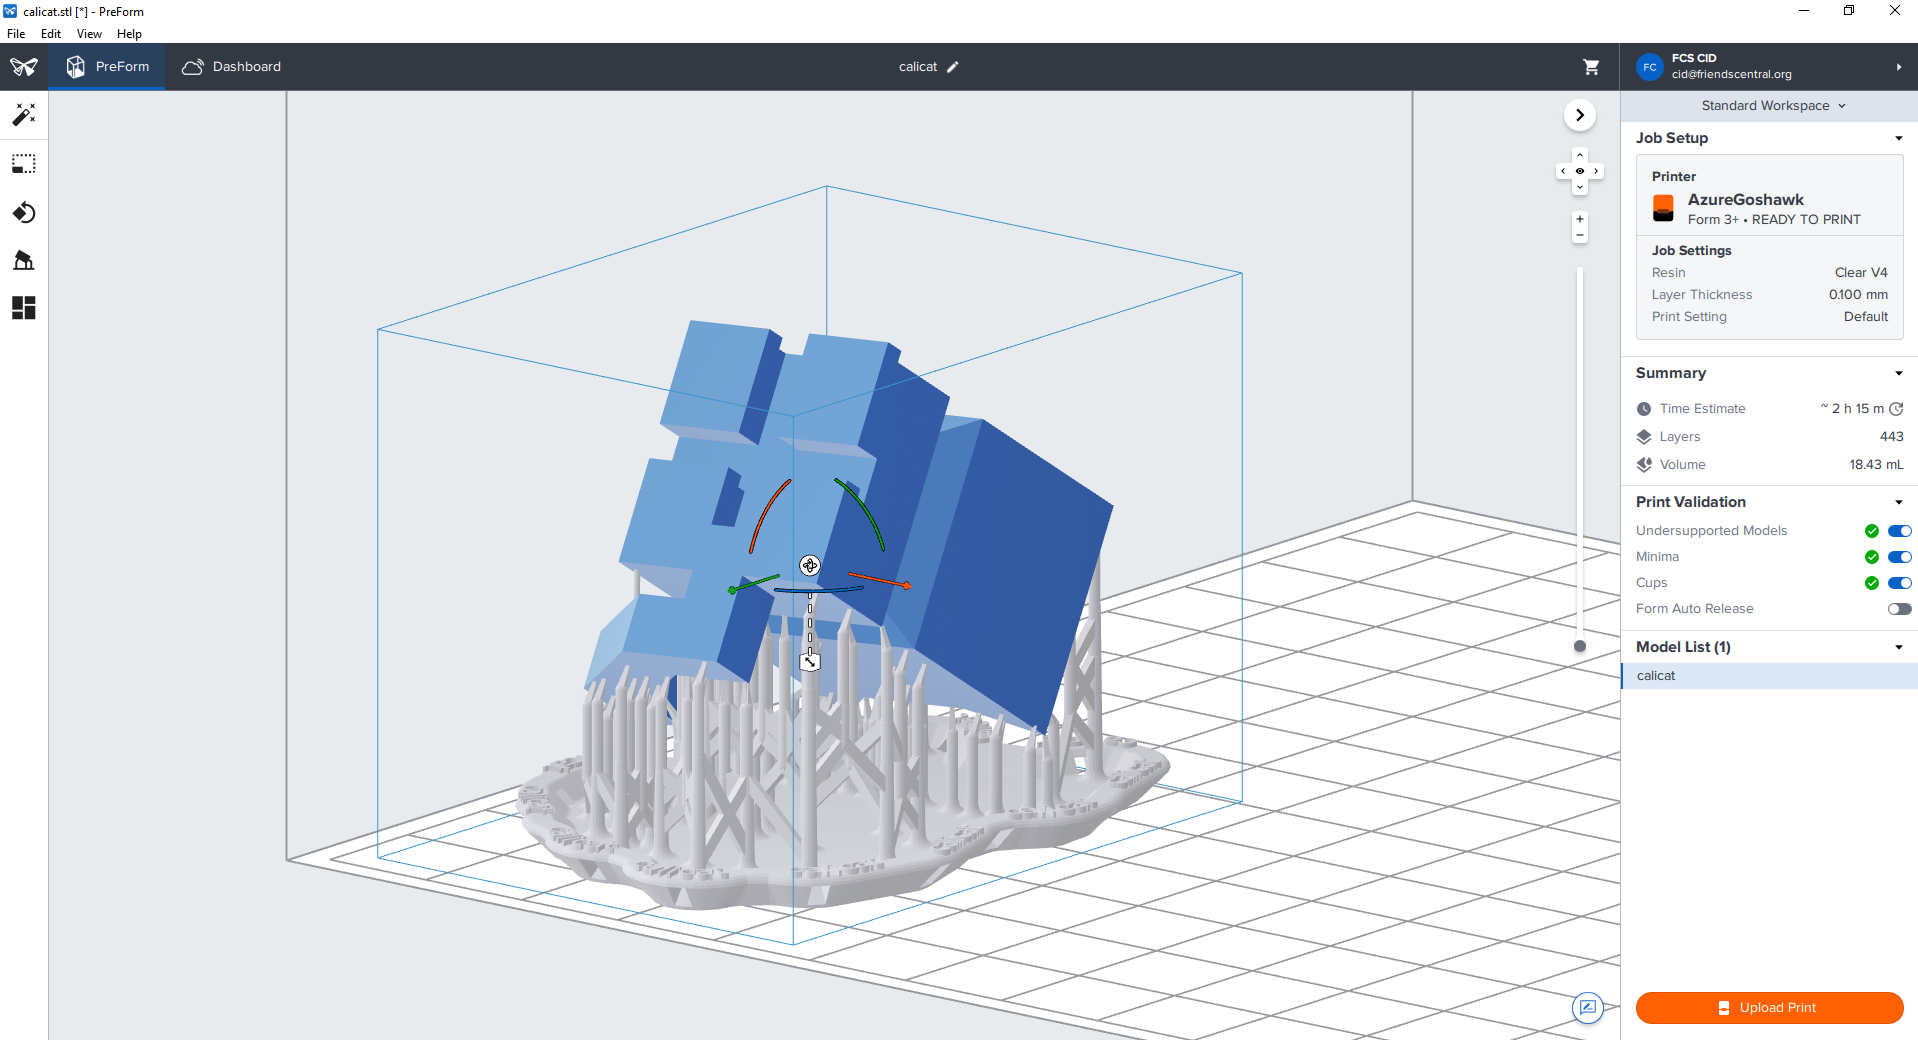 calicat.stl [*] - PreForm
File Edit View Help
PreForm
Dashboard
calicat
FC
FCS CID
cid@friendscentral.org
Standard Workspace
Job Setup
Printer
AzureGoshawk
Form 3+ • READY TO PRINT
Job Settings
Resin Clear V4
Layer Thickness 0.100 mm
Print Setting Default
Summary
Time Estimate ~ 2 h 15 m
Layers 443
Volume 18.43 mL
Print Validation
Undersupported Models
Minima
Cups
Form Auto Release
Model List (1)
calicat
Upload Print